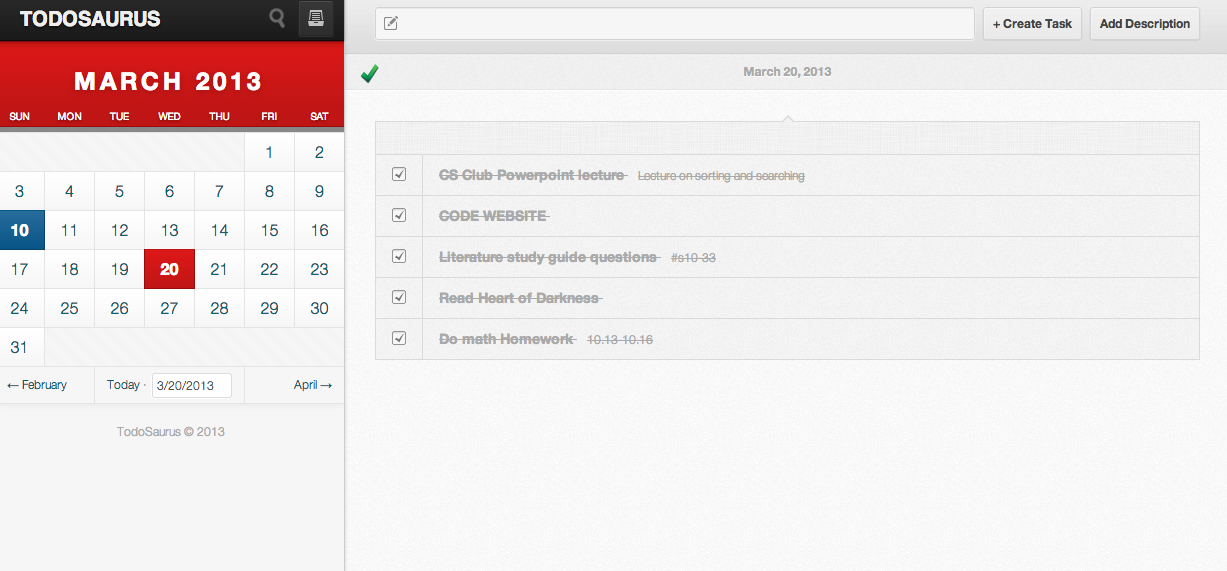 TODOSAURUS
MARCH 2013
SUN MON TUE WED THU FRI SAT
1 2
3 4 5 6 7 8 9
10 11 12 13 14 15 16
17 18 19 20 21 22 23
24 25 26 27 28 29 30
31
← February Today · 3/20/2013 April →
TodoSaurus © 2013
+ Create Task Add Description
March 20, 2013
CS Club Powerpoint lecture Lecture on sorting and searching
CODE WEBSITE
Literature study guide questions #s10-33
Read Heart of Darkness
Do math Homework 10.13-10.16